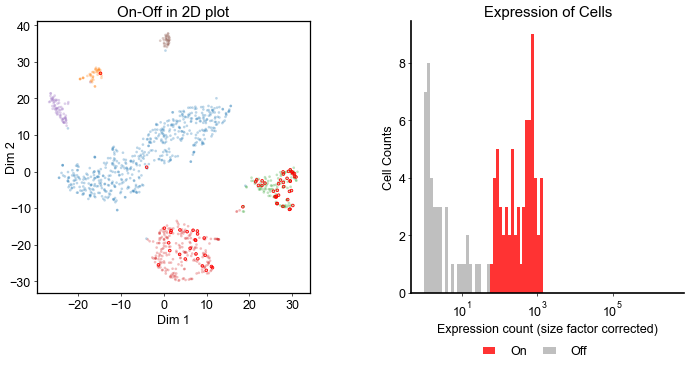 On-Off in 2D plot
Dim 2
40
30
20
10
0
−10
−20
−30
−20 −10 0 10 20 30
Dim 1
Expression of Cells
Cell Counts
8
6
4
2
0
10^1 10^3 10^5
Expression count (size factor corrected)
On Off